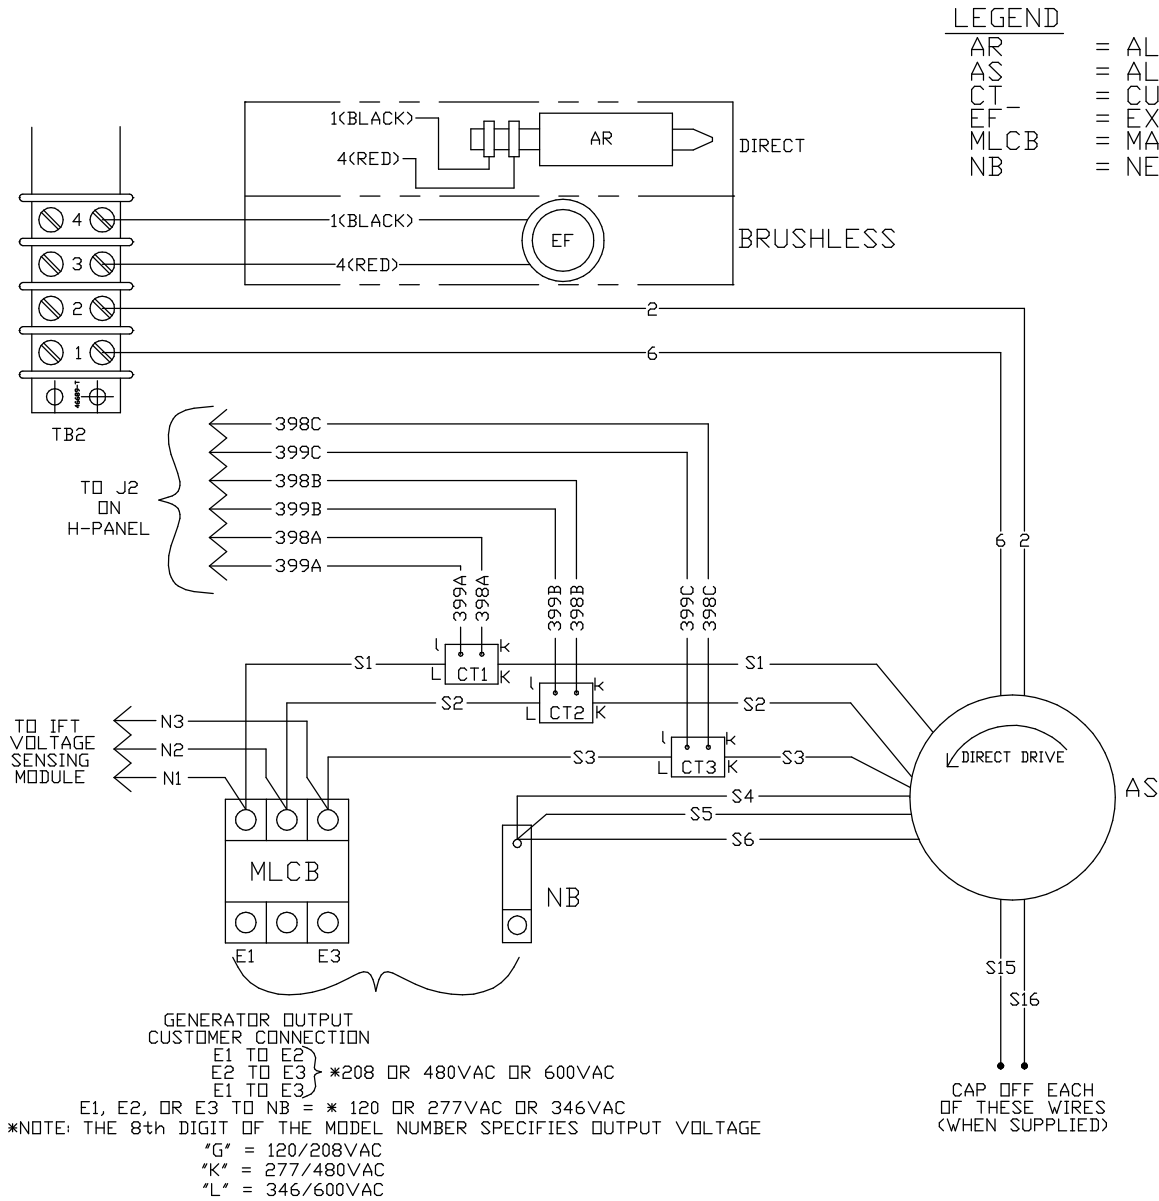 LEGEND
AR = AL
AS = AL
CT_ = CU
EF = EX
MLCB = MA
NB = NE
1(BLACK)
4(RED)
AR
DIRECT
1(BLACK)
4(RED)
EF
BRUSHLESS
4
3
2
1
46689-T
TB2
2
6
6 2
TO J2
ON
H-PANEL
398C
399C
398B
399B
398A
399A
399A
398A
399B
398B
399C
398C
l k
L CT1 K
l k
L CT2 K
l k
L CT3 K
S1
S1
S2
S2
S3
S3
S4
S5
S6
TO IFT
VOLTAGE
SENSING
MODULE
N3
N2
N1
DIRECT DRIVE
AS
MLCB
NB
E1 E3
S15
S16
GENERATOR OUTPUT
CUSTOMER CONNECTION
E1 TO E2
E2 TO E3 *208 OR 480VAC OR 600VAC
E1 TO E3
E1, E2, OR E3 TO NB = * 120 OR 277VAC OR 346VAC
*NOTE: THE 8th DIGIT OF THE MODEL NUMBER SPECIFIES OUTPUT VOLTAGE
"G" = 120/208VAC
"K" = 277/480VAC
"L" = 346/600VAC
CAP OFF EACH
OF THESE WIRES
(WHEN SUPPLIED)